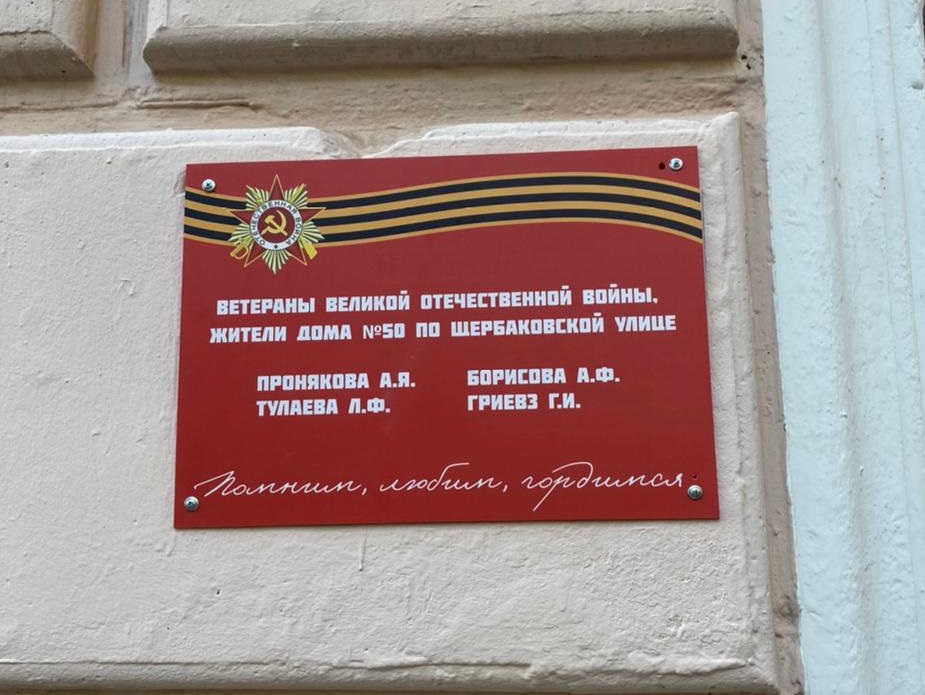 ОТЕЧЕСТВЕННАЯ ВОЙНА
ВЕТЕРАНЫ ВЕЛИКОЙ ОТЕЧЕСТВЕННОЙ ВОЙНЫ,
ЖИТЕЛИ ДОМА №50 ПО ЩЕРБАКОВСКОЙ УЛИЦЕ
ПРОНЯКОВА А.Я.
ТУЛАЕВА Л.Ф.
БОРИСОВА А.Ф.
ГРИЕВЗ Г.И.
Помним, любим, гордимся